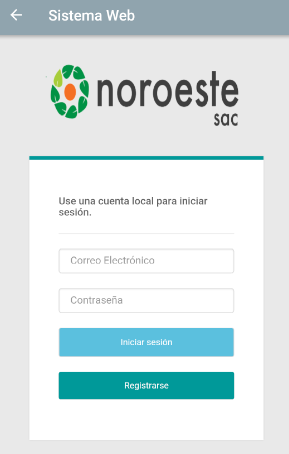 Sistema Web
noroeste
sac
Use una cuenta local para iniciar
sesión.
Correo Electrónico
Contraseña
Iniciar sesión
Registrarse